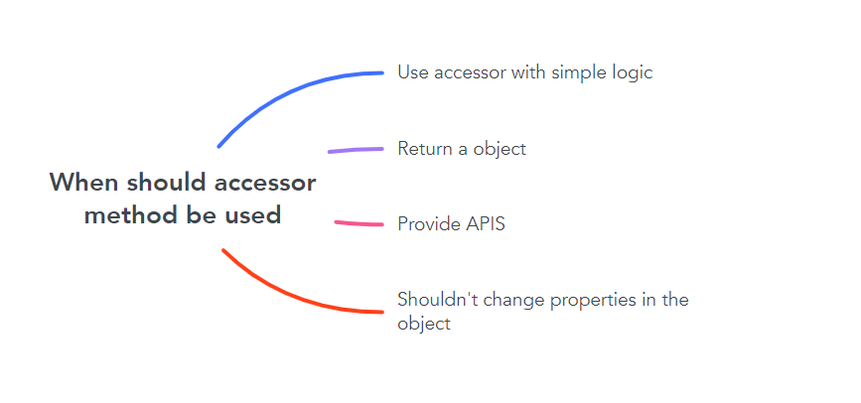 Use accessor with simple logic
Return a object
When should accessor
method be used
Provide APIS
Shouldn't change properties in the
object